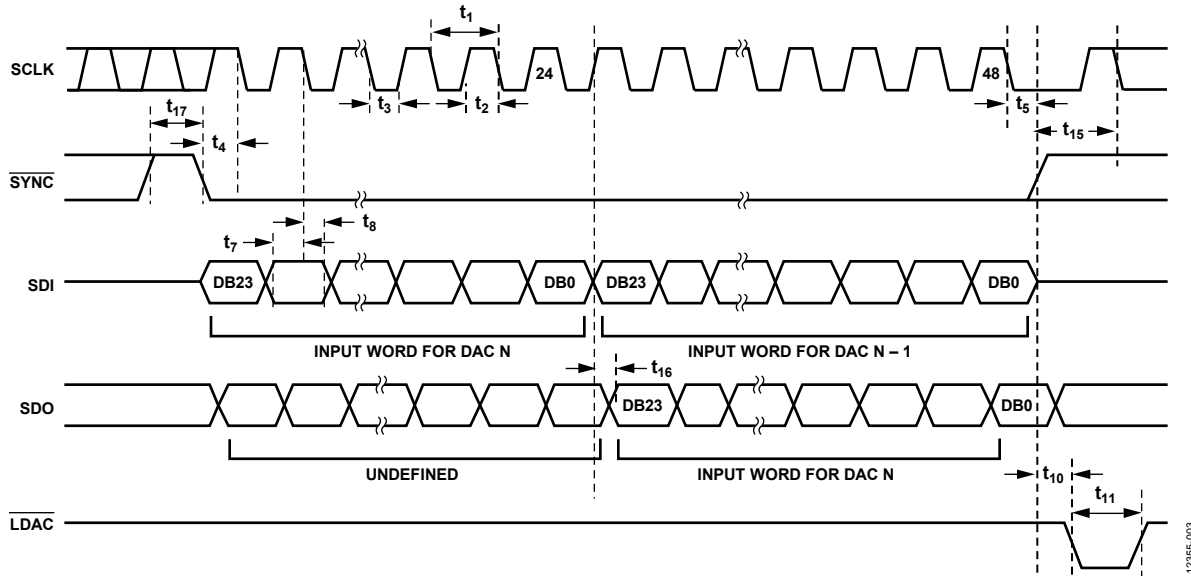 t1
SCLK
24
48
t3
t2
t5
t17
t4
t15
SYNC
t8
t7
SDI
DB23
DB0
DB23
DB0
INPUT WORD FOR DAC N
INPUT WORD FOR DAC N – 1
t16
SDO
DB23
DB0
UNDEFINED
INPUT WORD FOR DAC N
t10
t11
LDAC
12355-003